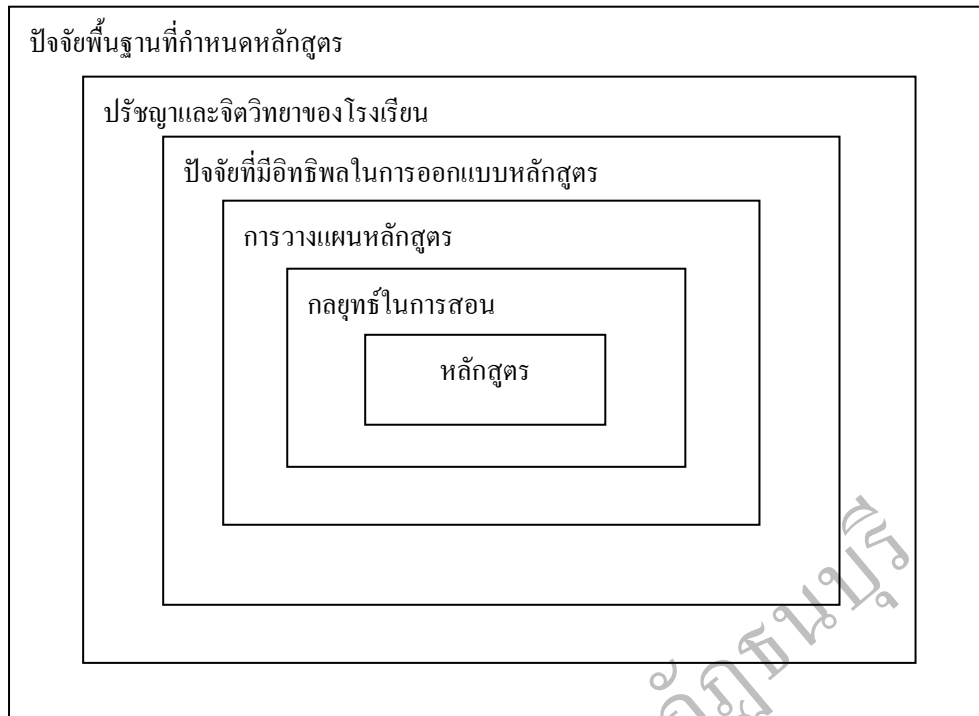 ปัจจัยพื้นฐานที่กำหนดหลักสูตร
ปรัชญาและจิตวิทยาของโรงเรียน
ปัจจัยที่มีอิทธิพลในการออกแบบหลักสูตร
การวางแผนหลักสูตร
กลยุทธ์ในการสอน
หลักสูตร